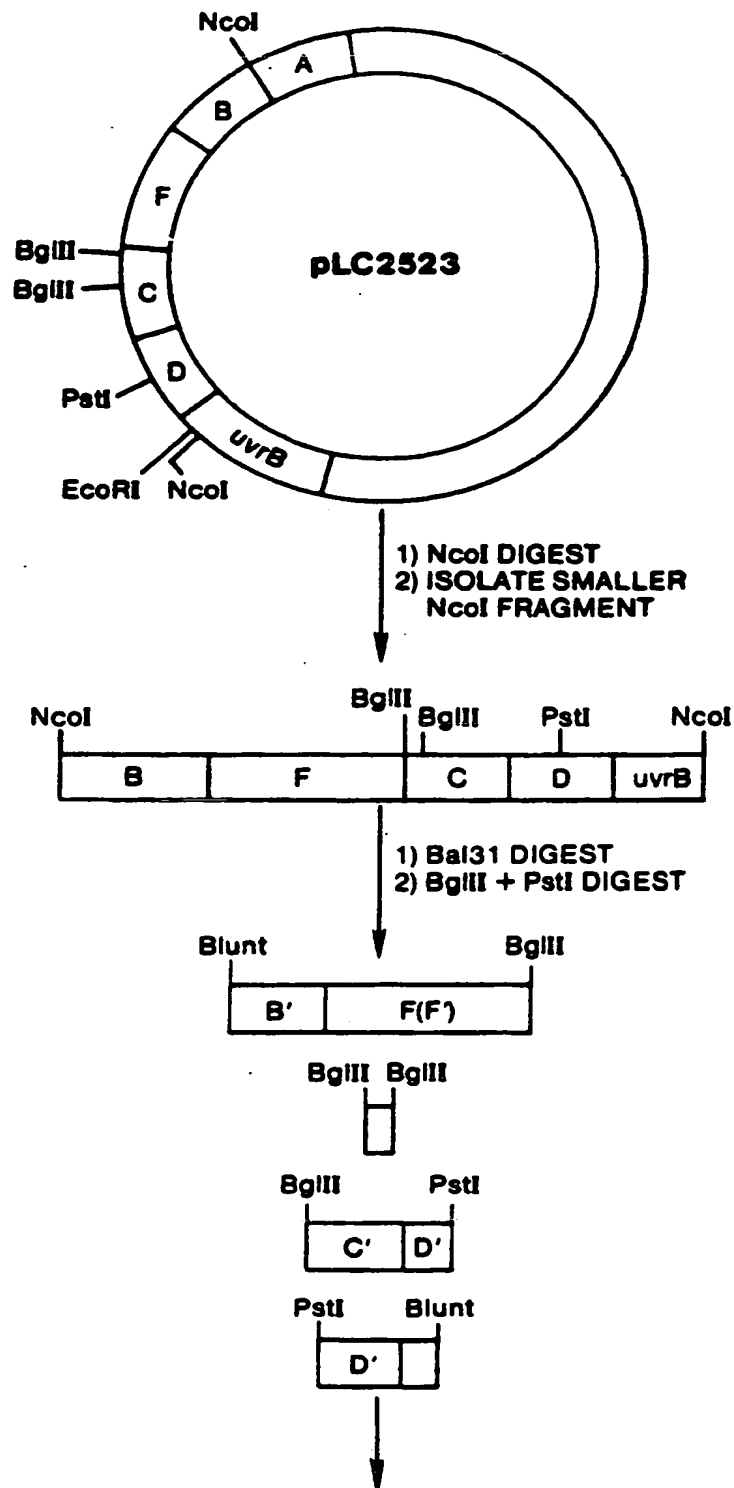 NcoI
A
B
F
BglII
BglII
C
pLC2523
D
PstI
uvrB
EcoRI NcoI
1) NcoI DIGEST
2) ISOLATE SMALLER
NcoI FRAGMENT
NcoI BglII BglII PstI NcoI
B F C D uvrB
1) Bal31 DIGEST
2) BglII + PstI DIGEST
Blunt BglII
B' F(F')
BglII BglII
BglII PstI
C' D'
PstI Blunt
D'